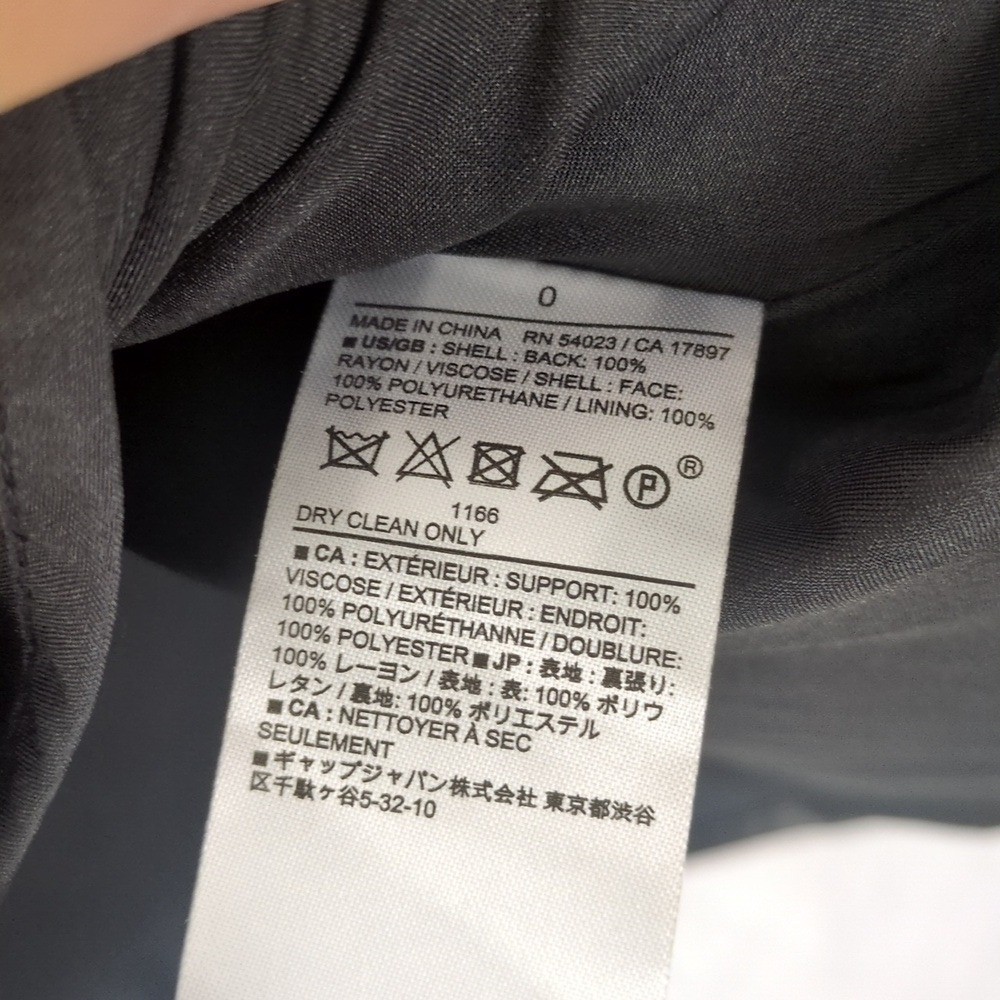 0
MADE IN CHINA RN 54023 / CA 17897
■ US/GB : SHELL : BACK: 100%
RAYON / VISCOSE / SHELL : FACE:
100% POLYURETHANE / LINING: 100%
POLYESTER
P ®
1166
DRY CLEAN ONLY
■ CA : EXTÉRIEUR : SUPPORT: 100%
VISCOSE / EXTÉRIEUR : ENDROIT:
100% POLYURÉTHANNE / DOUBLURE:
100% POLYESTER ■ JP : 表地 : 裏張り:
100% レーヨン / 表地 : 表: 100% ポリウ
レタン / 裏地: 100% ポリエステル
■ CA : NETTOYER À SEC
SEULEMENT
■ ギャップジャパン株式会社 東京都渋谷
区千駄ヶ谷5-32-10